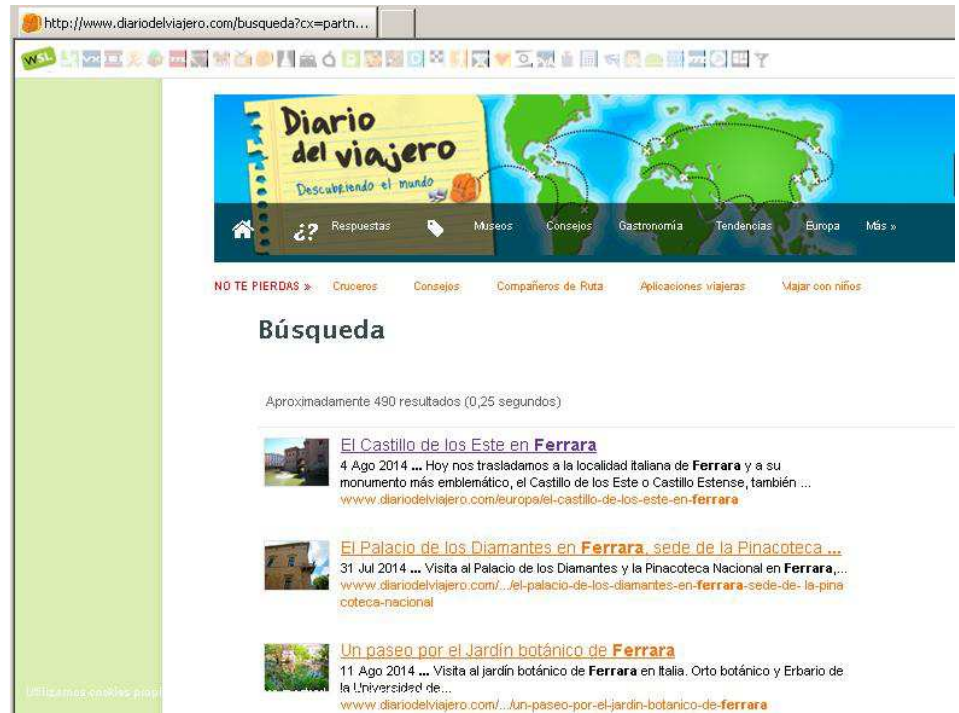 http://www.diariodelviajero.com/busqueda?cx=partn...
WSL
Diario
del viajero
Descubriendo el mundo
¿? Respuestas Museos Consejos Gastronomía Tendencias Europa Más »
NO TE PIERDAS » Cruceros Consejos Compañeros de Ruta Aplicaciones viajeras Viajar con niños
Búsqueda
Aproximadamente 490 resultados (0,25 segundos)
El Castillo de los Este en Ferrara
4 Ago 2014 ... Hoy nos trasladamos a la localidad italiana de Ferrara y a su
monumento más emblemático, el Castillo de los Este o Castillo Estense, también ...
www.diariodelviajero.com/europa/el-castillo-de-los-este-en-ferrara
El Palacio de los Diamantes en Ferrara, sede de la Pinacoteca ...
31 Jul 2014 ... Visita al Palacio de los Diamantes y la Pinacoteca Nacional en Ferrara,...
www.diariodelviajero.com/.../el-palacio-de-los-diamantes-en-ferrara-sede-de- la-pina
coteca-nacional
Un paseo por el Jardín botánico de Ferrara
11 Ago 2014 ... Visita al jardín botánico de Ferrara en Italia. Orto botánico y Erbario de
la Universidad de...
www.diariodelviajero.com/.../un-paseo-por-el-jardin-botanico-de-ferrara
Utilizamos cookies propi